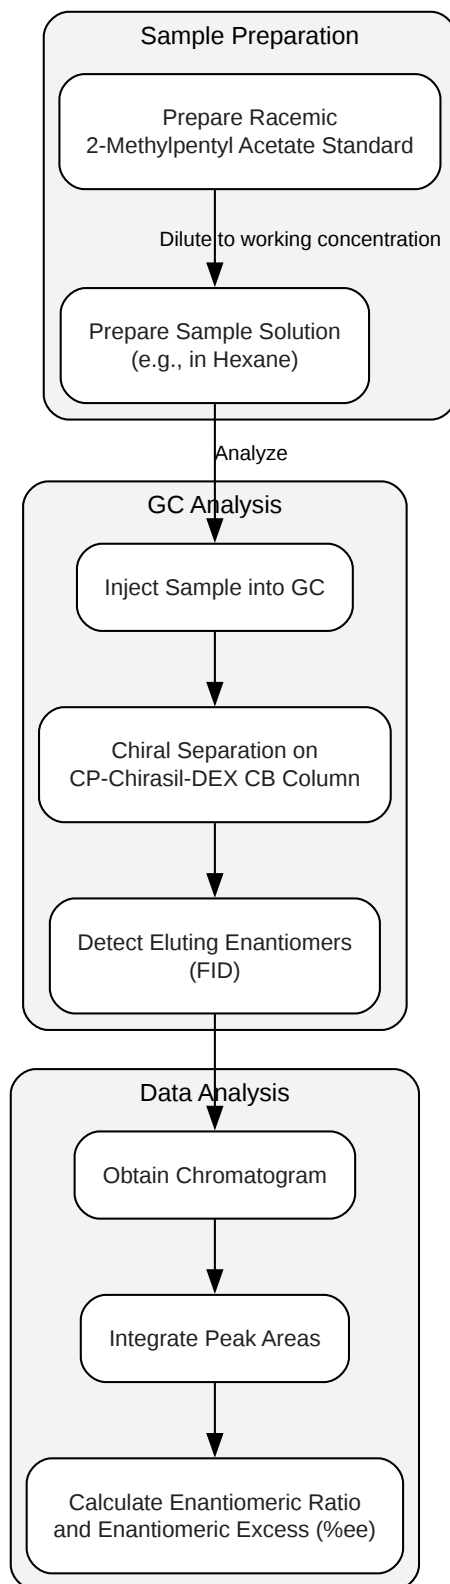 Sample Preparation
Prepare Racemic
2-Methylpentyl Acetate Standard
Dilute to working concentration
Prepare Sample Solution
(e.g., in Hexane)
Analyze
GC Analysis
Inject Sample into GC
Chiral Separation on
CP-Chirasil-DEX CB Column
Detect Eluting Enantiomers
(FID)
Data Analysis
Obtain Chromatogram
Integrate Peak Areas
Calculate Enantiomeric Ratio
and Enantiomeric Excess (%ee)